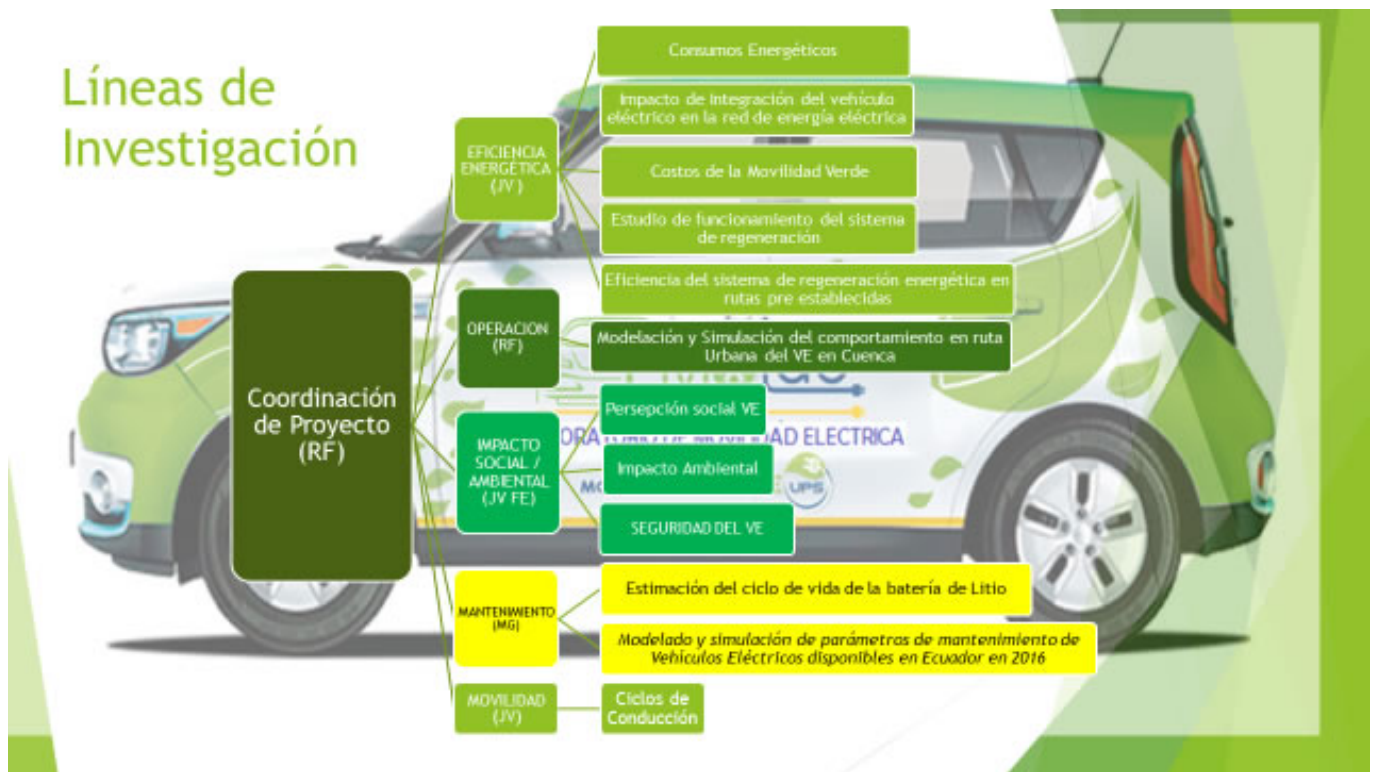 Líneas de
Investigación
Coordinación
de Proyecto
(RF)
EFICIENCIA
ENERGÉTICA
(JV )
Consumos Energéticos
Impacto de Integración del vehículo
eléctrico en la red de energía eléctrica
Costos de la Movilidad Verde
Estudio de funcionamiento del sistema
de regeneración
Eficiencia del sistema de regeneración energética en
rutas pre establecidas
OPERACION
(RF)
Modelación y Simulación del comportamiento en ruta
Urbana del VE en Cuenca
IMPACTO
SOCIAL /
AMBIENTAL
(JV FE)
Persepción social VE
Impacto Ambiental
SEGURIDAD DEL VE
MANTENIMIENTO
(MG)
Estimación del ciclo de vida de la batería de Litio
Modelado y simulación de parámetros de mantenimiento de
Vehículos Eléctricos disponibles en Ecuador en 2016
MOVILIDAD
(JV)
Ciclos de
Conducción
ORATORIO DE MOVILIDAD ELECTRICA
UPS